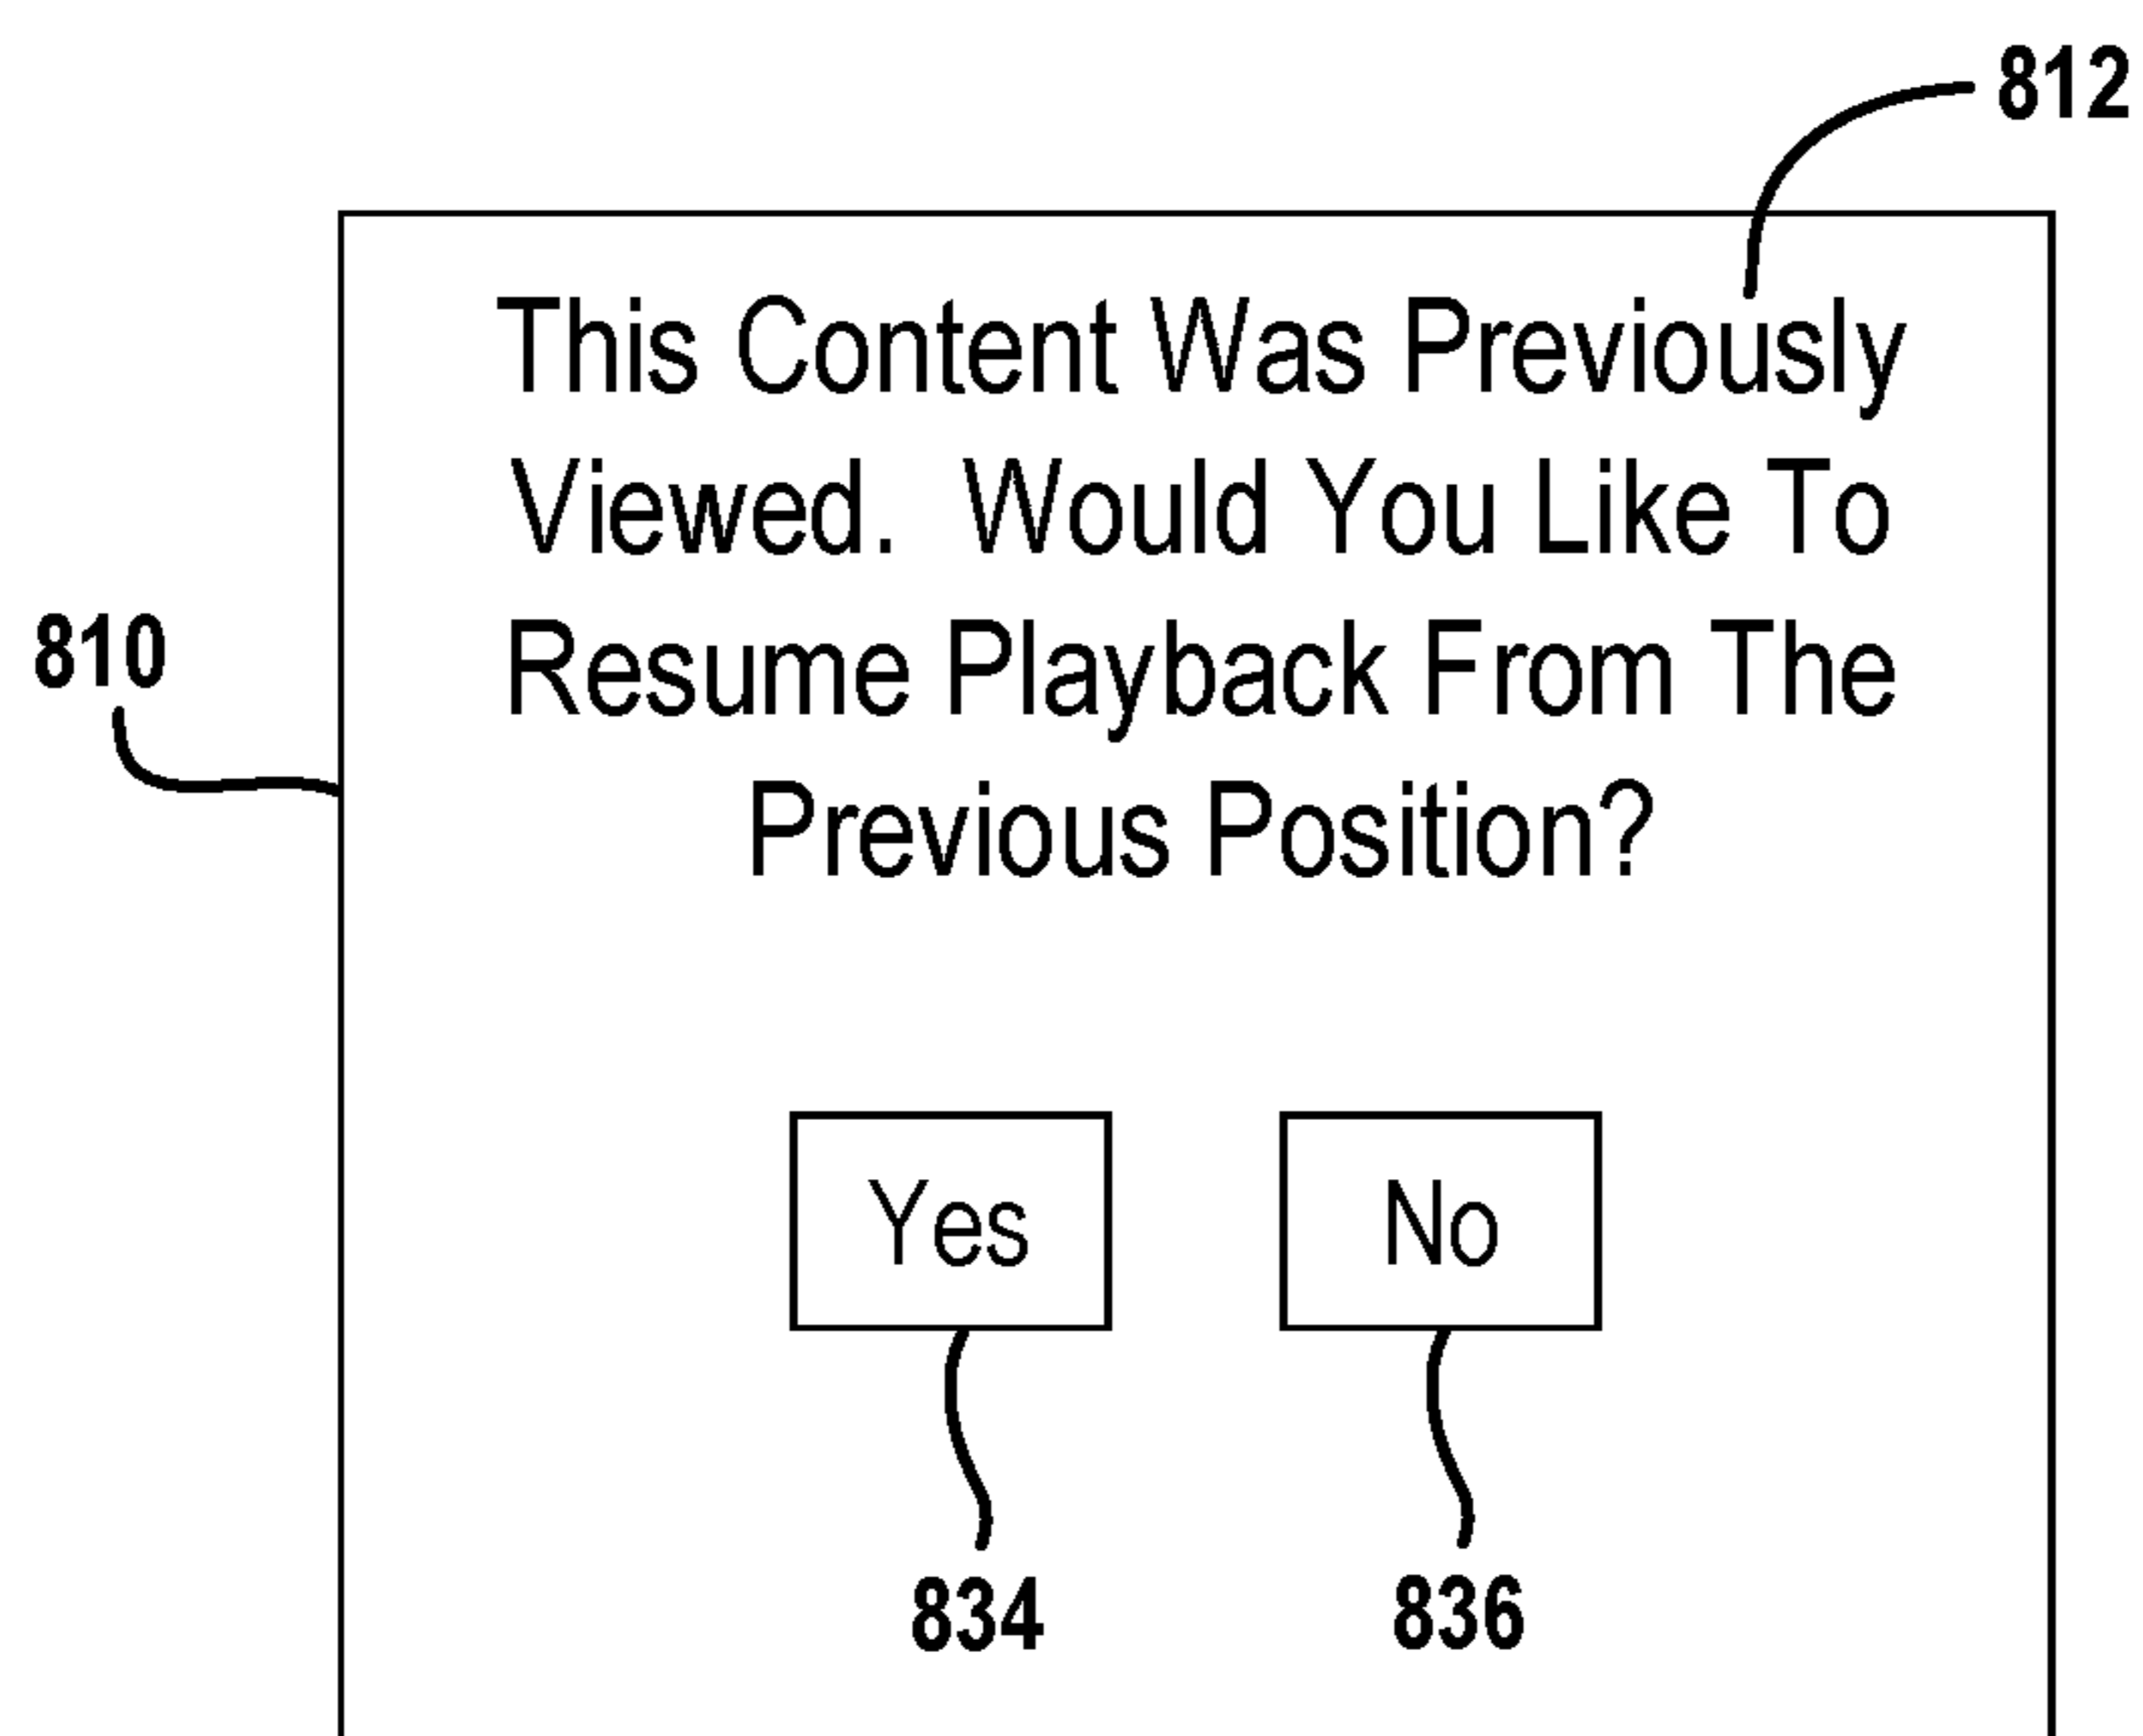 812
This Content Was Previously
Viewed. Would You Like To
Resume Playback From The
810
Previous Position?
Yes No
834 836